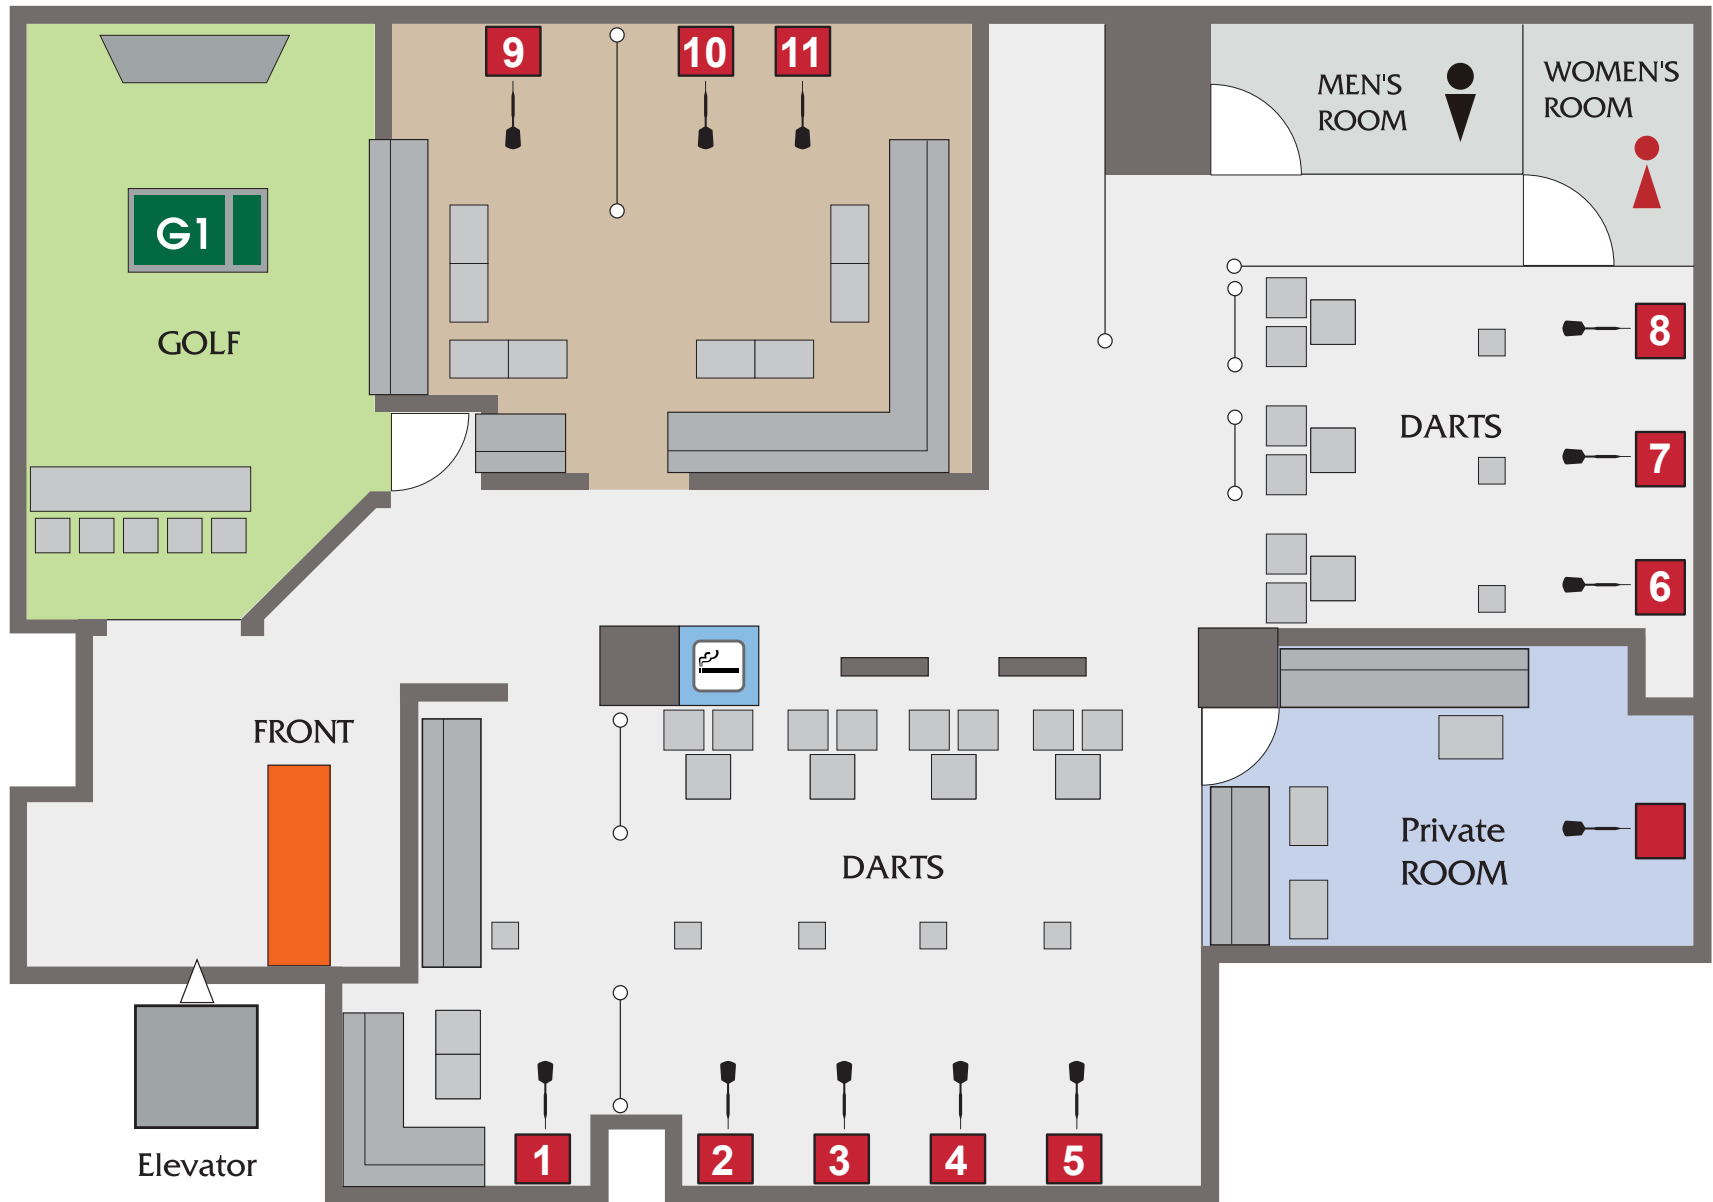 9
10
11
MEN'S
ROOM
WOMEN'S
ROOM
G1
GOLF
8
DARTS
7
6
FRONT
DARTS
Private
ROOM
Elevator
1
2
3
4
5